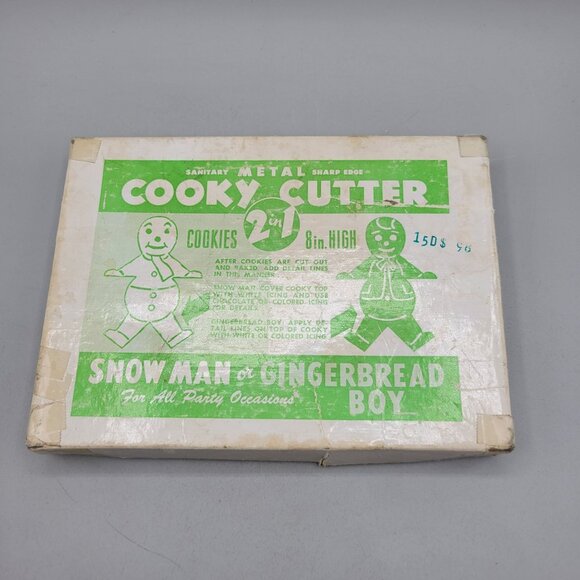 SANITARY METAL SHARP EDGE
COOKY CUTTER
2 in 1
COOKIES 8 in. HIGH
AFTER COOKIES ARE CUT OUT
AND BAKED, ADD DETAIL LINES
IN THIS MANNER
SNOW MAN: COVER COOKY TOP
WITH WHITE ICING AND USE
CHOCOLATE OR COLORED ICING
FOR DETAILS.
GINGERBREAD BOY: APPLY DE-
TAIL LINES ON TOP OF COOKY
WITH WHITE OR COLORED ICING
15D$ 98
SNOW MAN or GINGERBREAD
BOY
For All Party Occasions